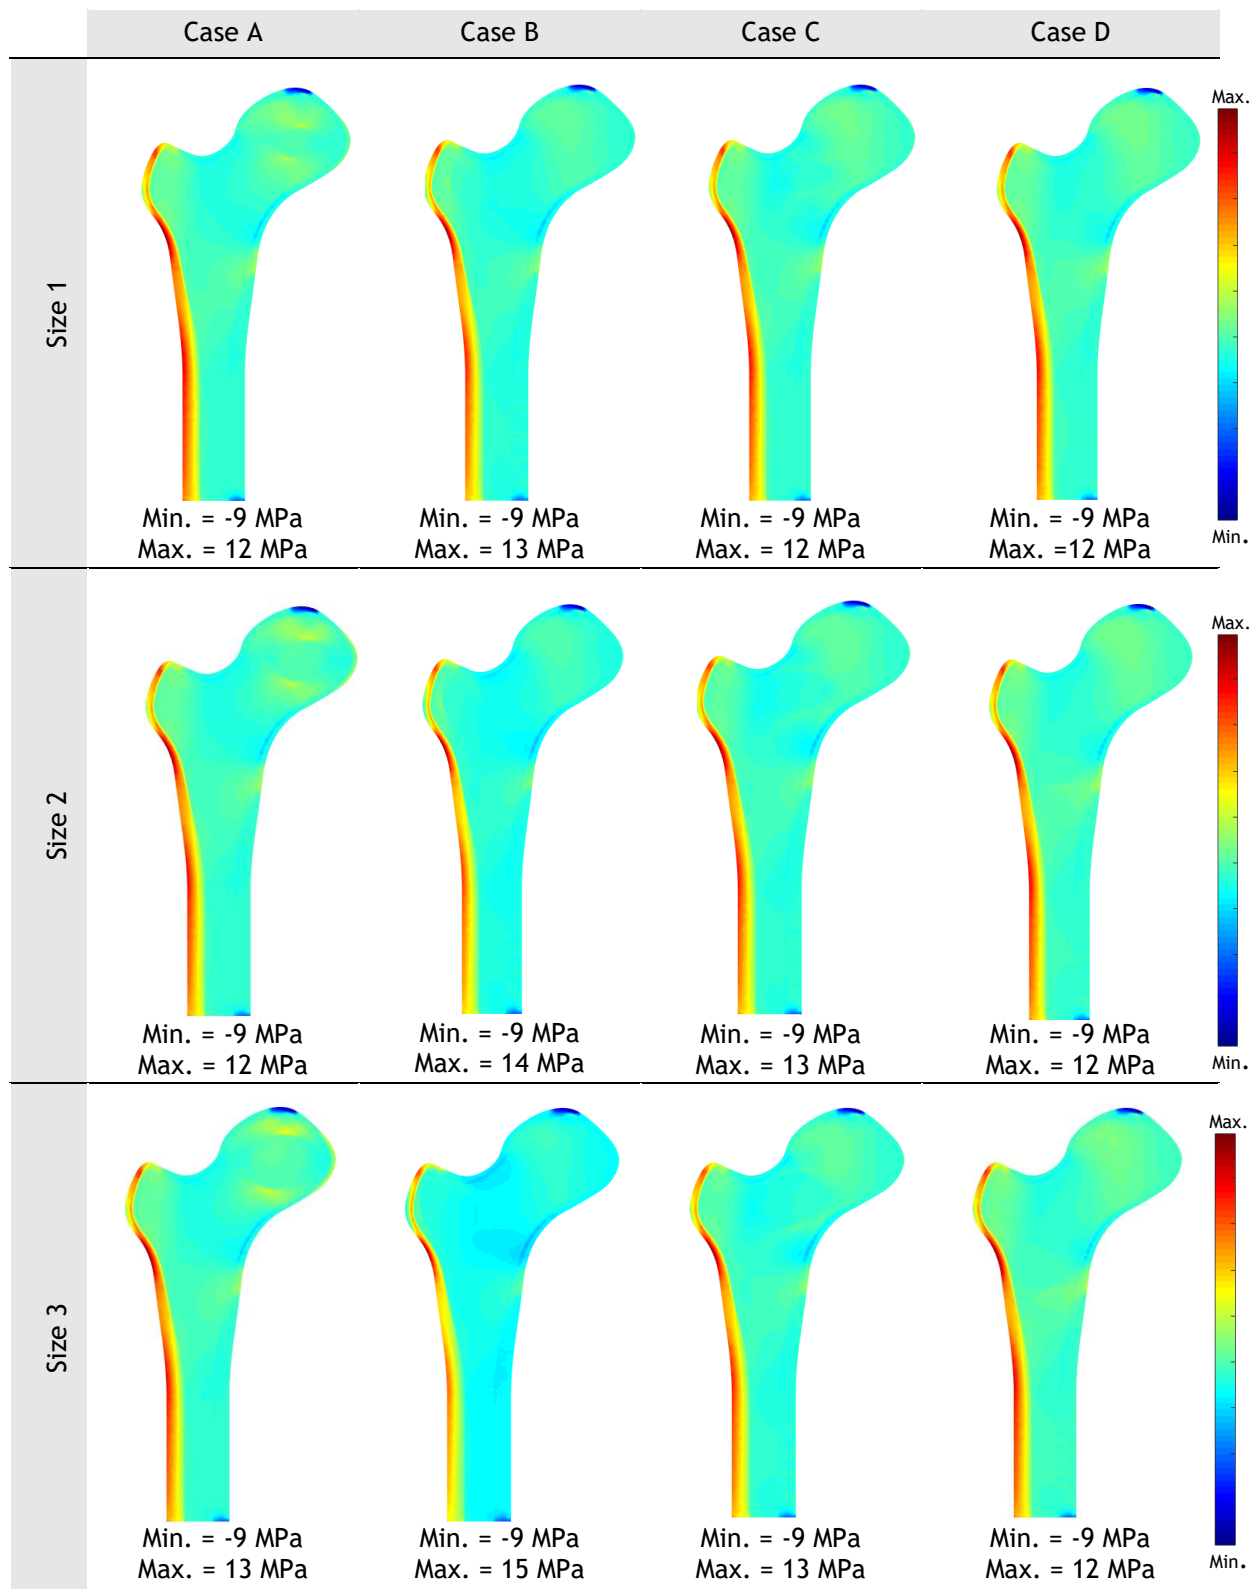 Case A
Case B
Case C
Case D
Size 1
Max.
Min.
Min. = -9 MPa
Max. = 12 MPa
Min. = -9 MPa
Max. = 13 MPa
Min. = -9 MPa
Max. = 12 MPa
Min. = -9 MPa
Max. =12 MPa
Size 2
Max.
Min.
Min. = -9 MPa
Max. = 12 MPa
Min. = -9 MPa
Max. = 14 MPa
Min. = -9 MPa
Max. = 13 MPa
Min. = -9 MPa
Max. = 12 MPa
Size 3
Max.
Min.
Min. = -9 MPa
Max. = 13 MPa
Min. = -9 MPa
Max. = 15 MPa
Min. = -9 MPa
Max. = 13 MPa
Min. = -9 MPa
Max. = 12 MPa